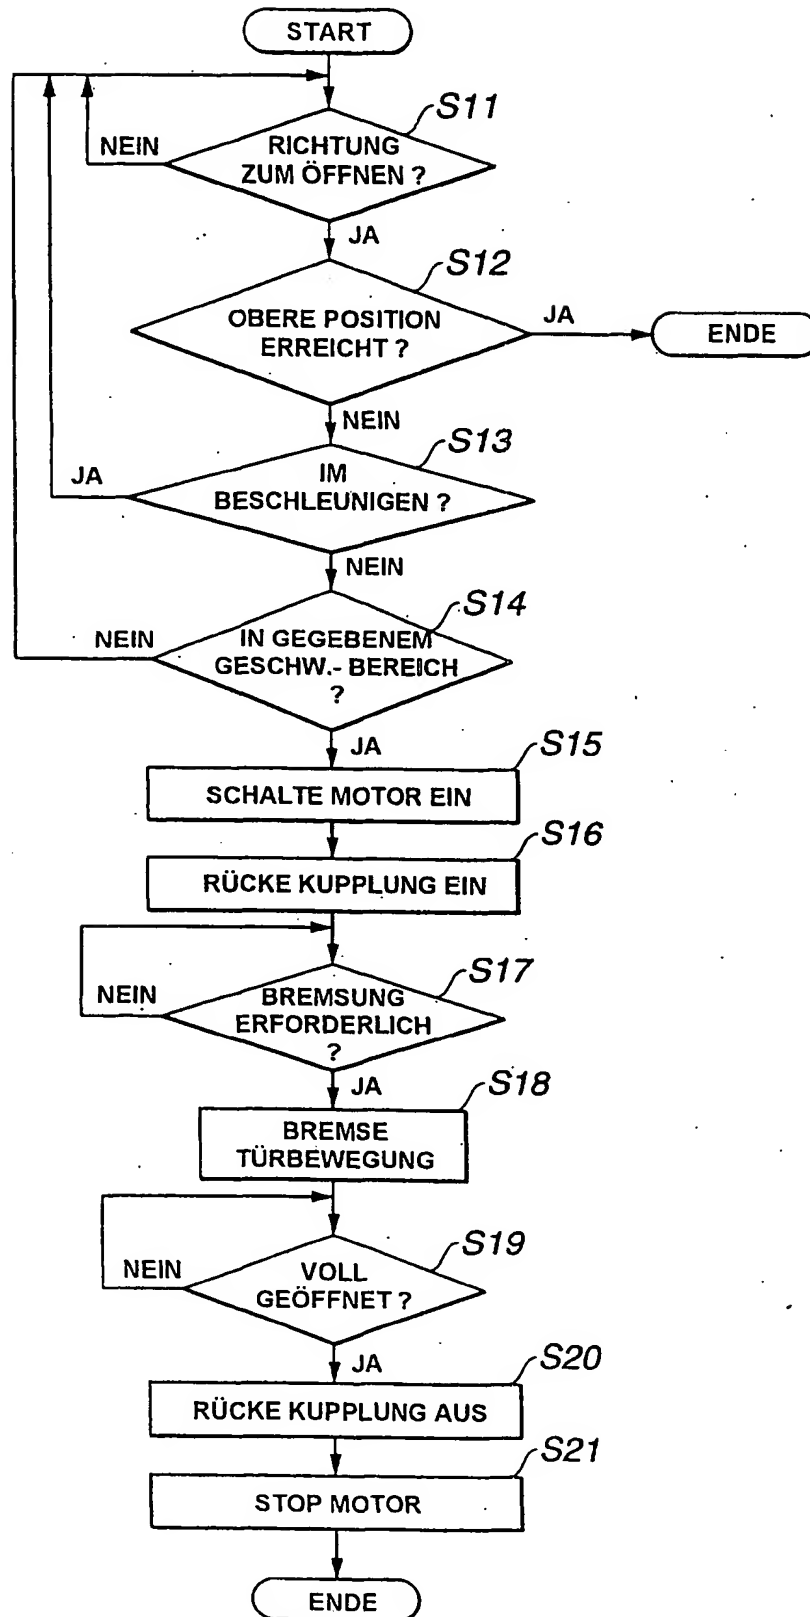 START
S11
NEIN
RICHTUNG
ZUM ÖFFNEN ?
JA
S12
OBERE POSITION
ERREICHT ?
JA
ENDE
NEIN
S13
JA
IM
BESCHLEUNIGEN ?
NEIN
S14
NEIN
IN GEGEBENEM
GESCHW.- BEREICH
?
JA
S15
SCHALTE MOTOR EIN
S16
RÜCKE KUPPLUNG EIN
S17
NEIN
BREMSUNG
ERFORDERLICH
?
JA
S18
BREMSE
TÜRBEWEGUNG
S19
NEIN
VOLL
GEÖFFNET ?
JA
S20
RÜCKE KUPPLUNG AUS
S21
STOP MOTOR
ENDE